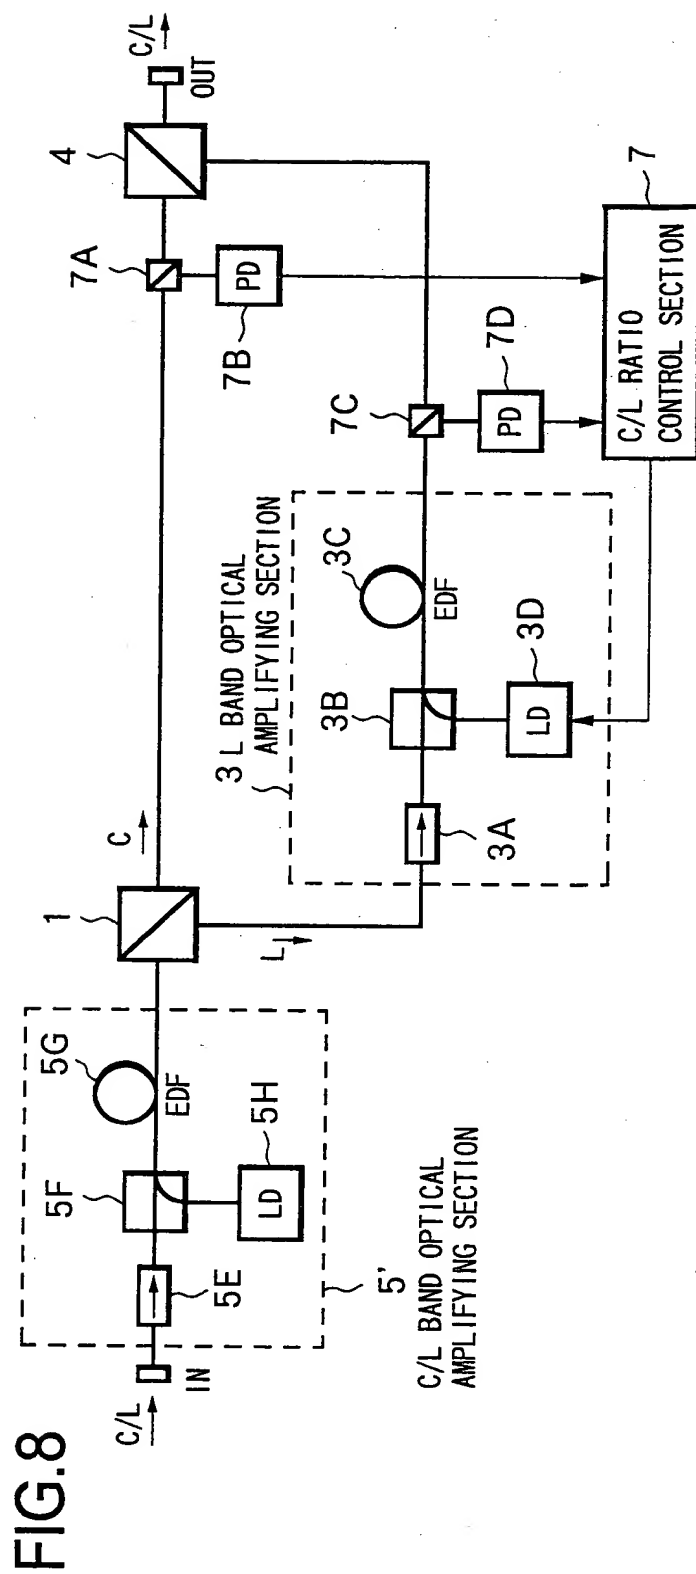 FIG.8
C/L
IN
5E
5F
LD
5H
5G
EDF
5'
C/L BAND OPTICAL
AMPLIFYING SECTION
1
C
L
3 L BAND OPTICAL
AMPLIFYING SECTION
3A
3B
3C
EDF
LD
3D
7C
PD
7D
7A
PD
7B
4
C/L
OUT
C/L RATIO
CONTROL SECTION
7